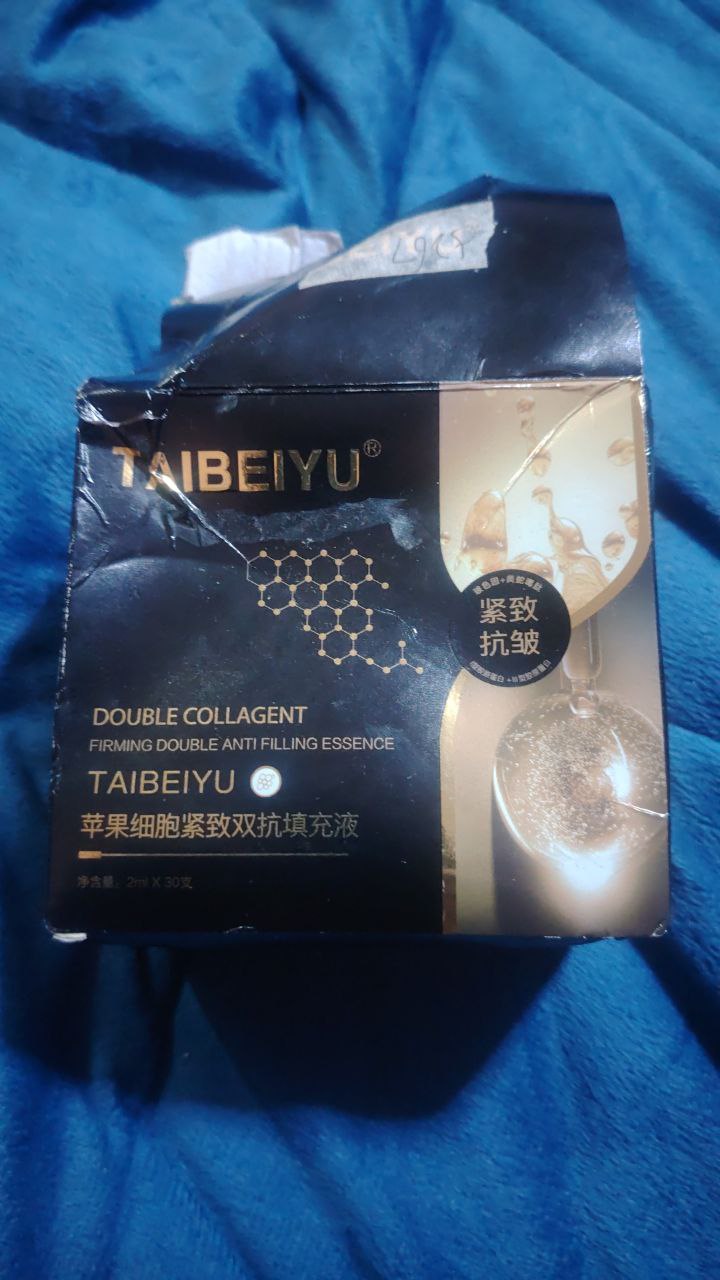 TAIBEIYU®
紧致
抗皱
DOUBLE COLLAGENT
FIRMING DOUBLE ANTI FILLING ESSENCE
TAIBEIYU
苹果细胞紧致双抗填充液
净含量：2ml X 30支